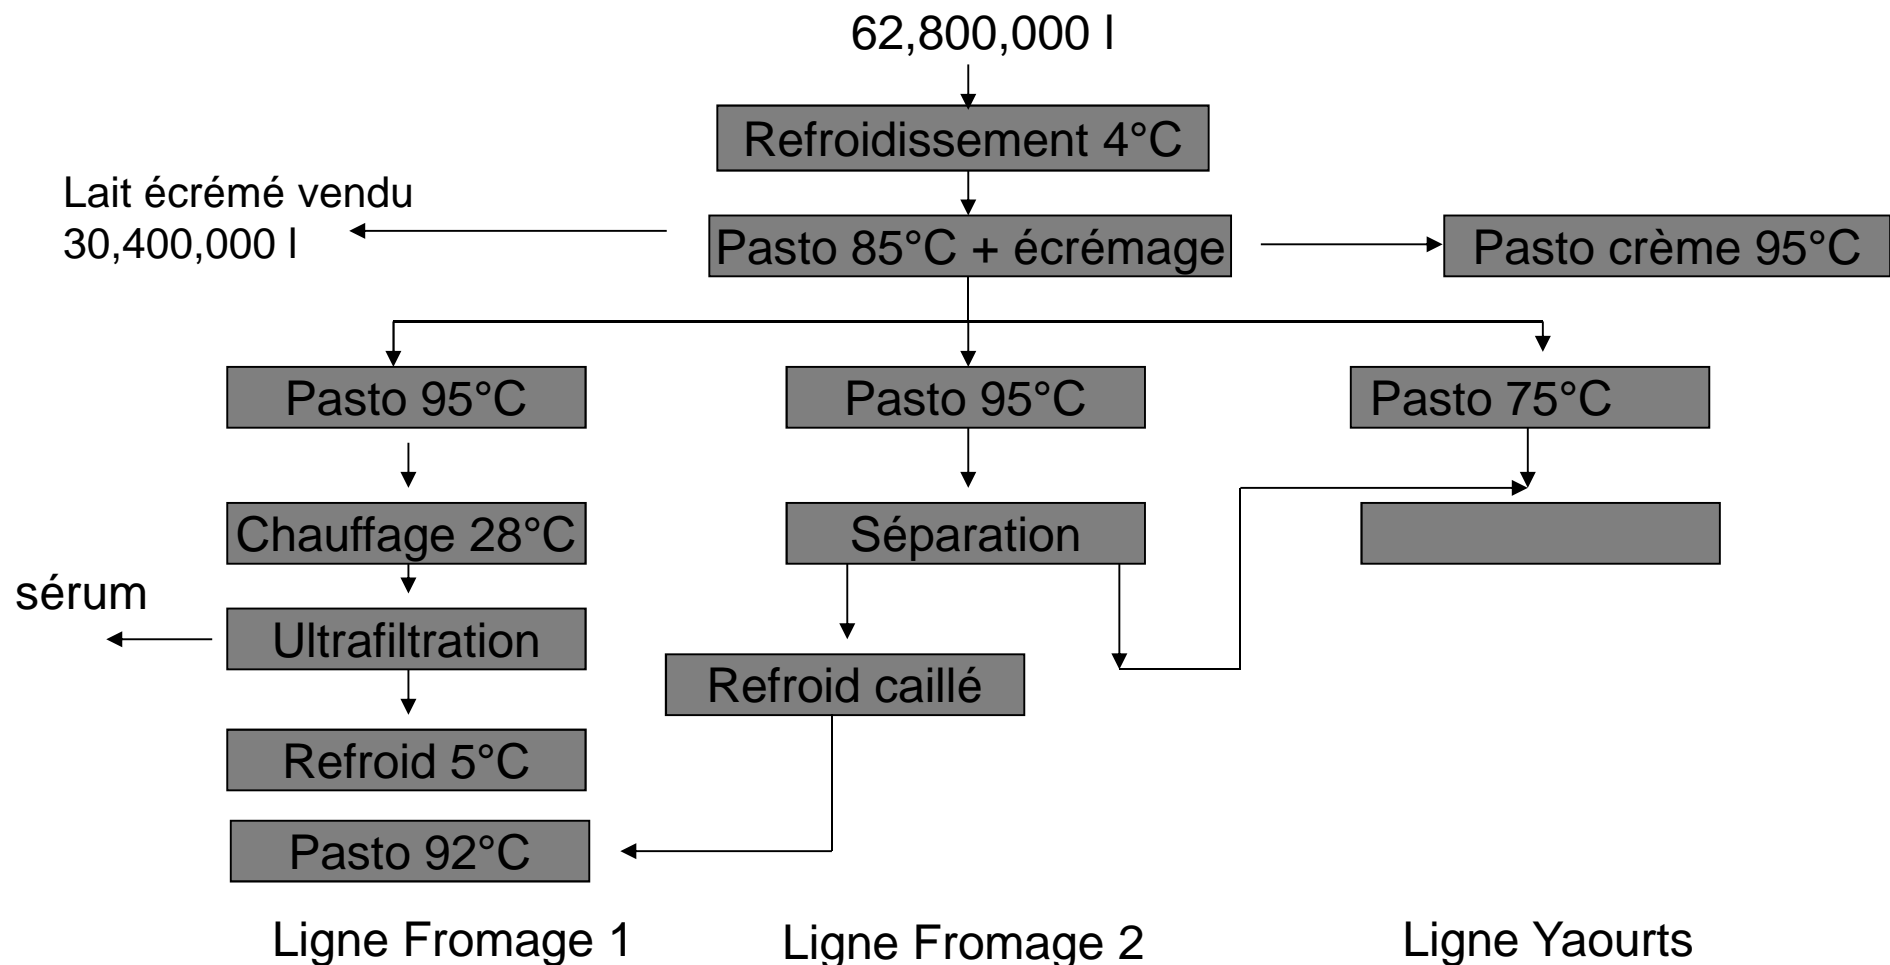 62,800,000 l
Refroidissement 4°C
Lait écrémé vendu
30,400,000 l
Pasto 85°C + écrémage
Pasto crème 95°C
Pasto 95°C
Pasto 95°C
Pasto 75°C
Chauffage 28°C
Séparation
sérum
Ultrafiltration
Refroid caillé
Refroid 5°C
Pasto 92°C
Ligne Fromage 1
Ligne Fromage 2
Ligne Yaourts